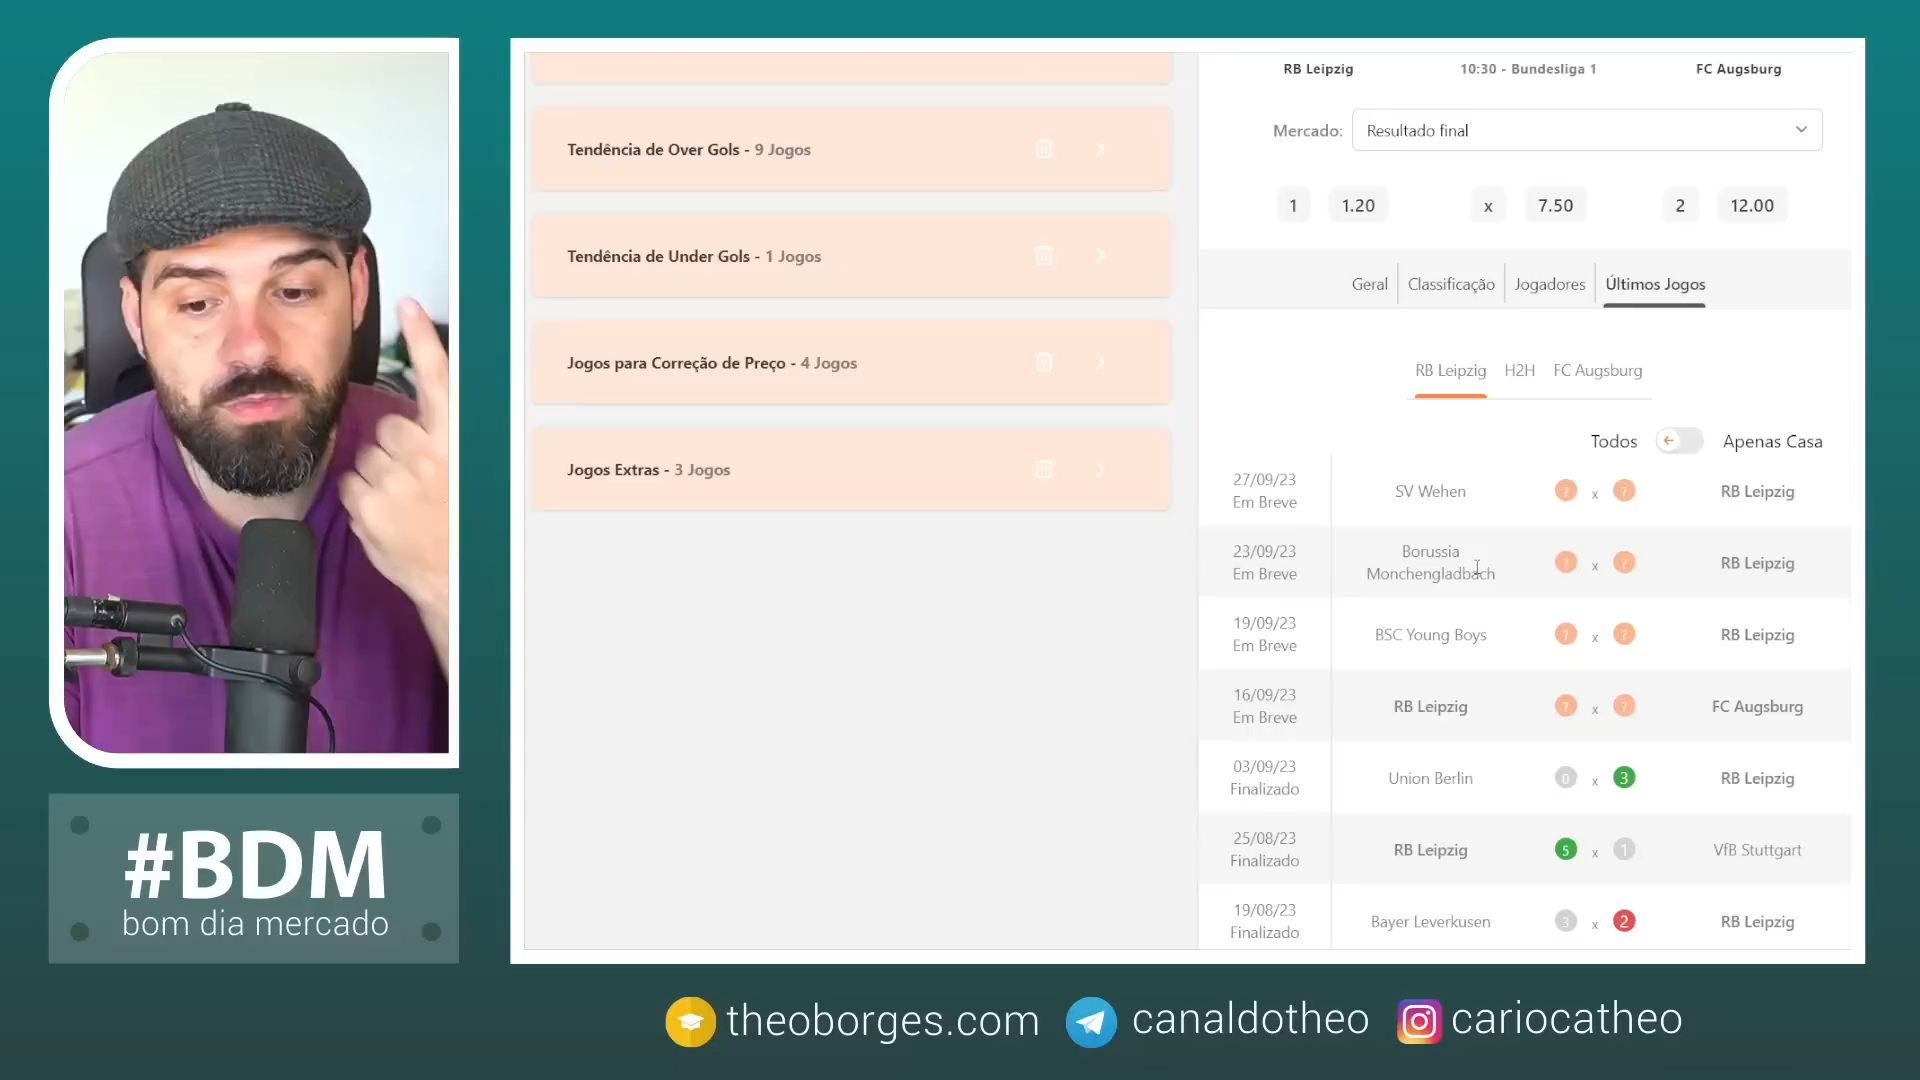 Tendência de Over Gols - 9 Jogos
Tendência de Under Gols - 1 Jogos
Jogos para Correção de Preço - 4 Jogos
Jogos Extras - 3 Jogos
RB Leipzig 10:30 - Bundesliga 1 FC Augsburg
Mercado: Resultado final
1 1.20 x 7.50 2 12.00
Geral Classificação Jogadores Últimos Jogos
RB Leipzig H2H FC Augsburg
Todos Apenas Casa
27/09/23
Em Breve
SV Wehen ? x ? RB Leipzig
23/09/23
Em Breve
Borussia
Monchengladbach ? x ? RB Leipzig
19/09/23
Em Breve
BSC Young Boys ? x ? RB Leipzig
16/09/23
Em Breve
RB Leipzig ? x ? FC Augsburg
03/09/23
Finalizado
Union Berlin 0 x 3 RB Leipzig
25/08/23
Finalizado
RB Leipzig 5 x 1 VfB Stuttgart
19/08/23
Finalizado
Bayer Leverkusen 3 x 2 RB Leipzig
#BDM
bom dia mercado
theoborges.com canaldotheo cariocatheo